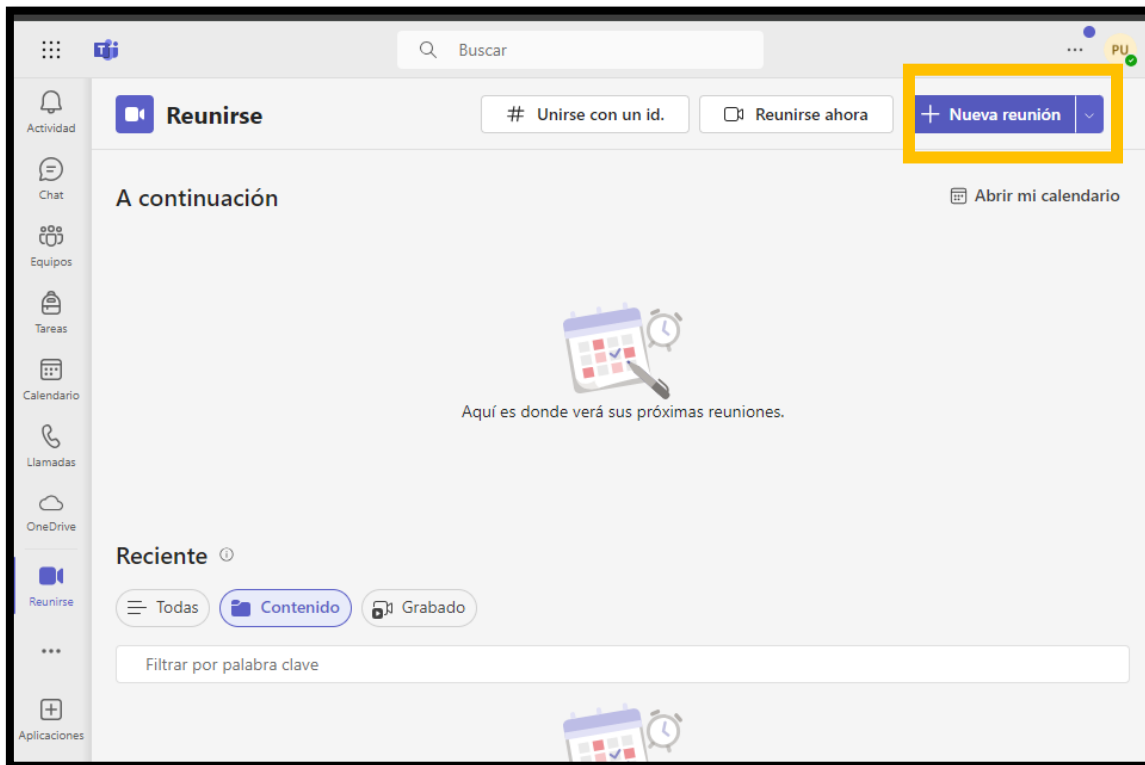 Buscar
PU
Actividad
Chat
Equipos
Tareas
Calendario
Llamadas
OneDrive
Reunirse
Aplicaciones
Reunirse
# Unirse con un id.
Reunirse ahora
+ Nueva reunión
A continuación
Abrir mi calendario
Aquí es donde verá sus próximas reuniones.
Reciente
Todas
Contenido
Grabado
Filtrar por palabra clave